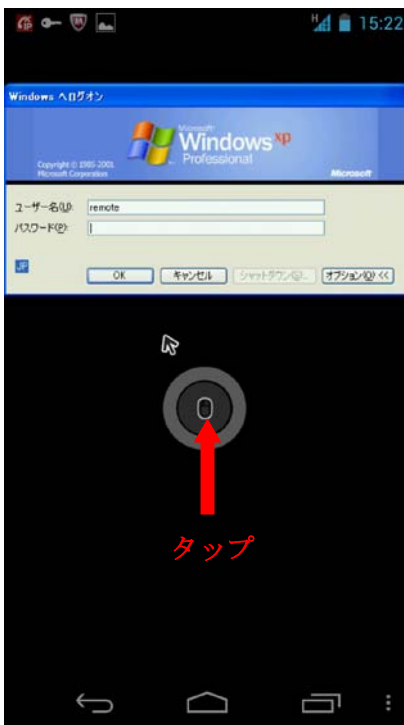 H 15:22
Windows へログオン
Microsoft
Windows xp
Professional
Copyright © 1985-2001
Microsoft Corporation
Microsoft
ユーザー名(U): remote
パスワード(P):
JP
OK キャンセル シャットダウン(S)... オプション(O) <<
タップ